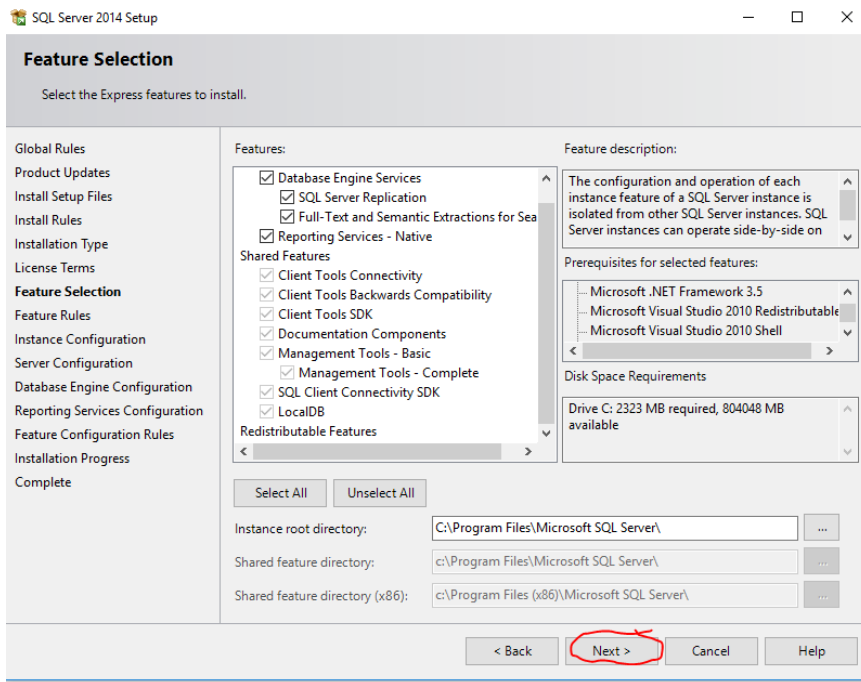 SQL Server 2014 Setup
Feature Selection
Select the Express features to install.
Global Rules
Product Updates
Install Setup Files
Install Rules
Installation Type
License Terms
Feature Selection
Feature Rules
Instance Configuration
Server Configuration
Database Engine Configuration
Reporting Services Configuration
Feature Configuration Rules
Installation Progress
Complete
Features:
Database Engine Services
SQL Server Replication
Full-Text and Semantic Extractions for Sea
Reporting Services - Native
Shared Features
Client Tools Connectivity
Client Tools Backwards Compatibility
Client Tools SDK
Documentation Components
Management Tools - Basic
Management Tools - Complete
SQL Client Connectivity SDK
LocalDB
Redistributable Features
Feature description:
The configuration and operation of each
instance feature of a SQL Server instance is
isolated from other SQL Server instances. SQL
Server instances can operate side-by-side on
Prerequisites for selected features:
Microsoft .NET Framework 3.5
Microsoft Visual Studio 2010 Redistributable
Microsoft Visual Studio 2010 Shell
Disk Space Requirements
Drive C: 2323 MB required, 804048 MB
available
Select All
Unselect All
Instance root directory:
C:\Program Files\Microsoft SQL Server\
...
Shared feature directory:
c:\Program Files\Microsoft SQL Server\
...
Shared feature directory (x86):
c:\Program Files (x86)\Microsoft SQL Server\
...
< Back
Next >
Cancel
Help